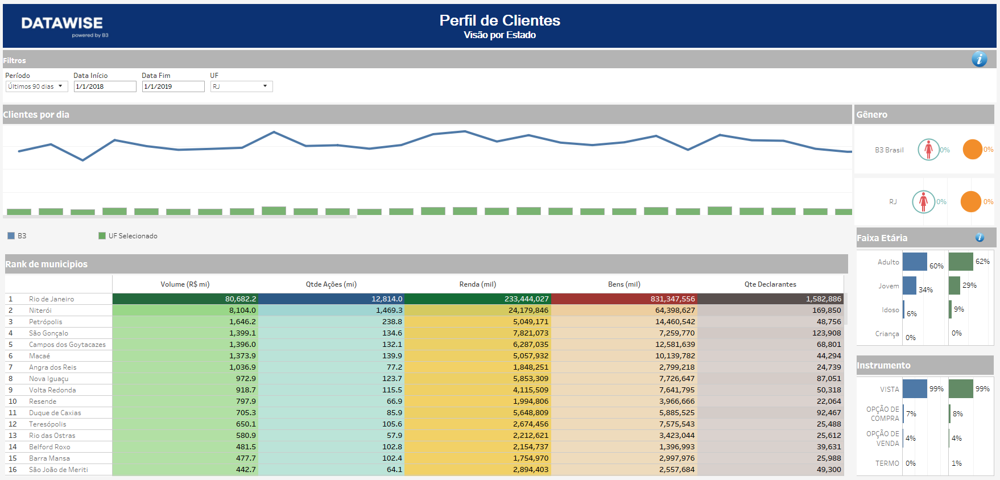 DATAWISE
powered by B3
Perfil de Clientes
Visão por Estado
Filtros
i
Período Data Início Data Fim UF
Últimos 90 dias 1/1/2018 1/1/2019 RJ
Clientes por dia
B3 UF Selecionado
Gênero
B3 Brasil 0% 0%
RJ 0% 0%
Faixa Etária i
Adulto 60% 62%
Jovem 34% 29%
Idoso 6% 9%
Criança 0% 0%
Rank de municipios
Volume (R$ mi) Qtde Ações (mi) Renda (mil) Bens (mil) Qte Declarantes
1 Rio de Janeiro 80,682.2 12,814.0 233,444,027 831,347,556 1,582,886
2 Niterói 8,104.0 1,469.3 24,179,846 64,398,627 169,850
3 Petrópolis 1,646.2 238.8 5,049,171 14,460,542 48,756
4 São Gonçalo 1,399.1 134.6 7,821,073 7,259,770 123,908
5 Campos dos Goytacazes 1,396.0 132.1 6,287,035 12,581,639 68,801
6 Macaé 1,373.9 139.9 5,057,932 10,139,782 44,294
7 Angra dos Reis 1,036.9 77.2 1,848,251 2,799,218 24,739
8 Nova Iguaçu 972.9 123.7 5,853,309 7,726,647 87,051
9 Volta Redonda 918.7 115.5 4,115,509 7,641,795 50,318
10 Resende 797.9 66.9 1,994,806 3,966,666 22,064
11 Duque de Caxias 705.3 85.9 5,648,809 5,885,525 92,467
12 Teresópolis 650.1 105.6 2,674,456 7,575,543 25,488
13 Rio das Ostras 580.9 57.9 2,212,621 3,423,044 25,612
14 Belford Roxo 481.5 102.8 2,154,737 1,396,993 39,631
15 Barra Mansa 477.7 102.4 1,754,970 2,997,976 25,988
16 São João de Meriti 442.7 64.1 2,894,403 2,557,684 49,300
Instrumento
VISTA 99% 99%
OPÇÃO DE
COMPRA 7% 8%
OPÇÃO DE
VENDA 4% 4%
TERMO 0% 1%